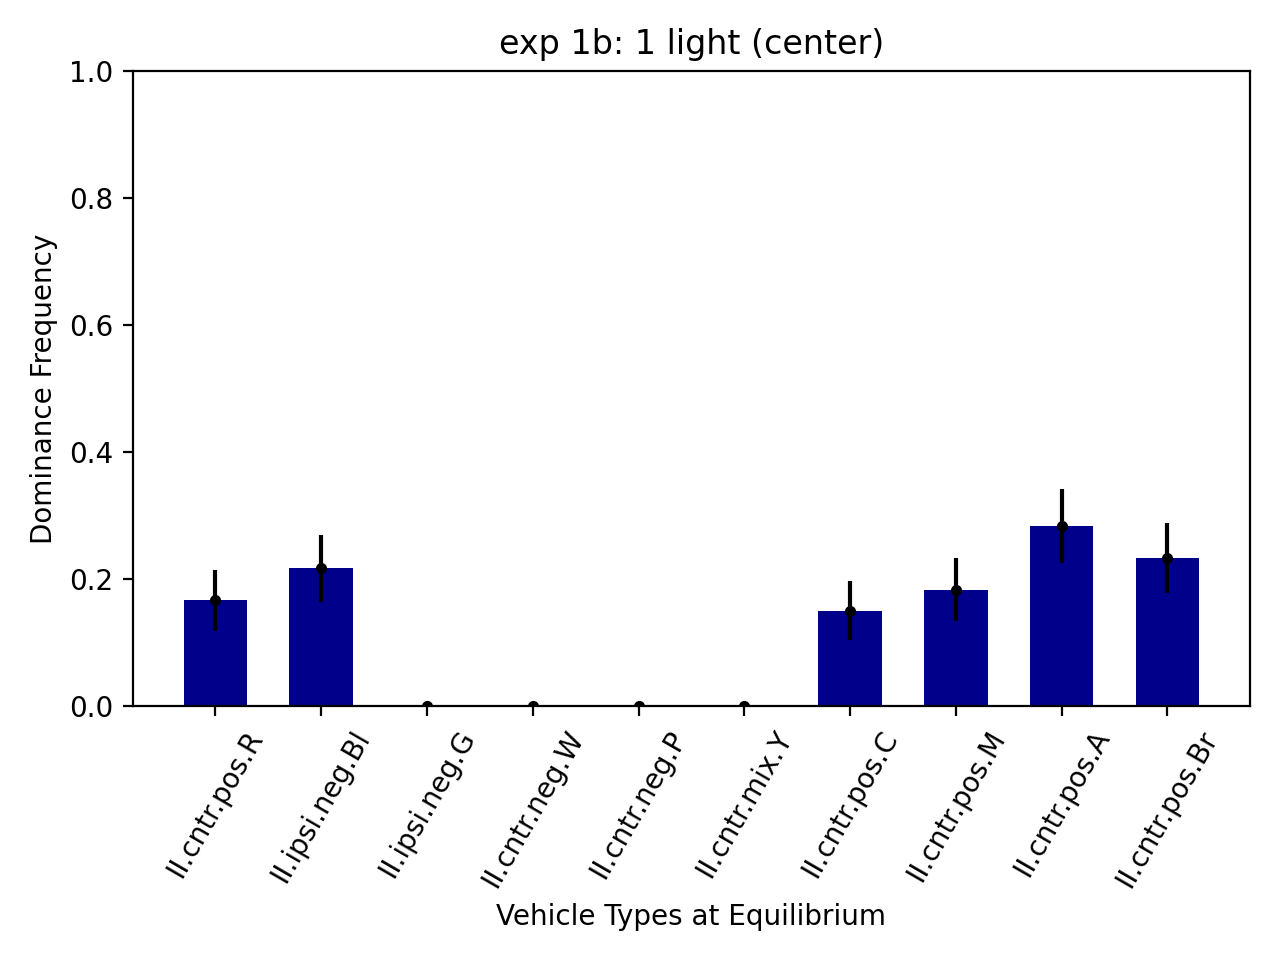 exp 1b: 1 light (center)
Dominance Frequency
1.0
0.8
0.6
0.4
0.2
0.0
II.cntr.pos.R
II.ipsi.neg.Bl
II.ipsi.neg.G
II.cntr.neg.W
II.cntr.neg.P
II.cntr.mix.Y
II.cntr.pos.C
II.cntr.pos.M
II.cntr.pos.A
II.cntr.pos.Br
Vehicle Types at Equilibrium